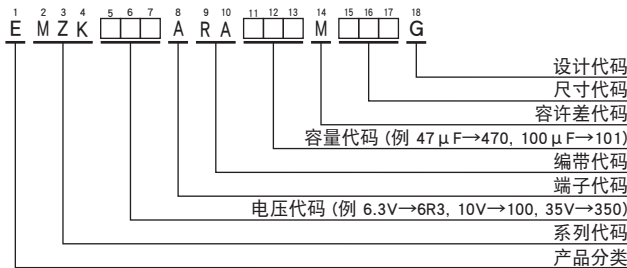 1 2 3 4 5 6 7 8 9 10 11 12 13 14 15 16 17 18
E M Z K A R A M G
设计代码
尺寸代码
容许差代码
容量代码 (例 47μF→470, 100μF→101)
编带代码
端子代码
电压代码 (例 6.3V→6R3, 10V→100, 35V→350)
系列代码
产品分类